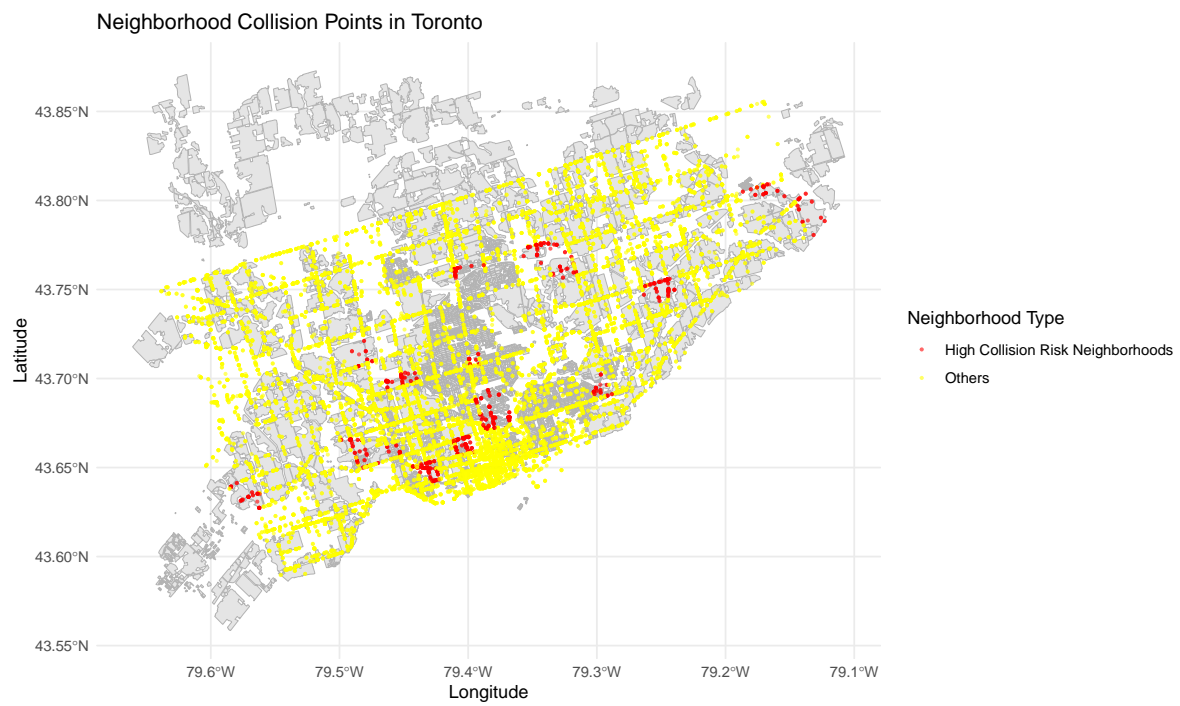 Neighborhood Collision Points in Toronto
43.85°N
43.80°N
43.75°N
43.70°N
43.65°N
43.60°N
43.55°N
Latitude
79.6°W 79.5°W 79.4°W 79.3°W 79.2°W 79.1°W
Longitude
Neighborhood Type
High Collision Risk Neighborhoods
Others